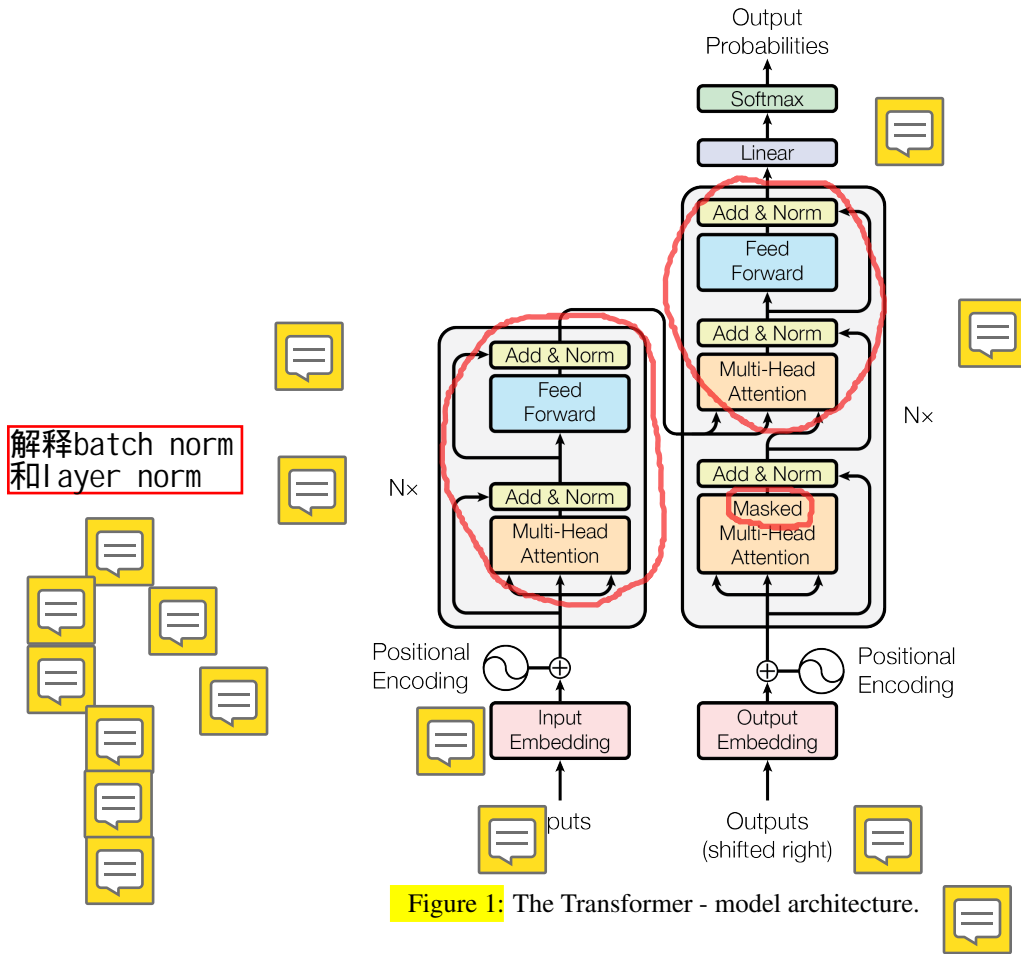 Output
Probabilities
Softmax
Linear
Add & Norm
Feed
Forward
Add & Norm
Multi-Head
Attention
N×
Add & Norm
Masked
Multi-Head
Attention
Add & Norm
Feed
Forward
Add & Norm
Multi-Head
Attention
N×
解释batch norm
和layer norm
Positional
Encoding
Positional
Encoding
Input
Embedding
Output
Embedding
puts
Outputs
(shifted right)
Figure 1: The Transformer - model architecture.